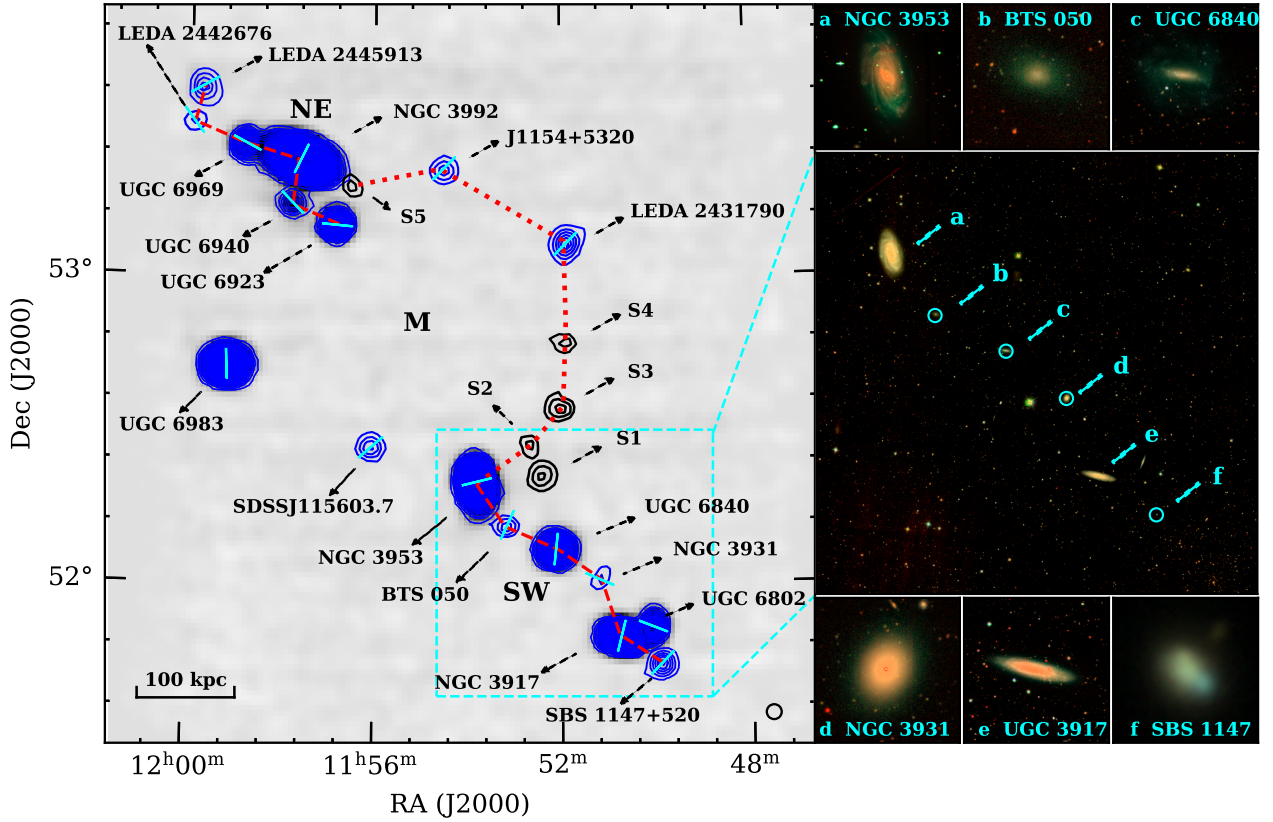 LEDA 2442676
LEDA 2445913
NE
NGC 3992
J1154+5320
UGC 6969
S5
LEDA 2431790
UGC 6940
UGC 6923
53°
M
S4
S3
S2
UGC 6983
S1
SDSSJ115603.7
UGC 6840
NGC 3953
NGC 3931
BTS 050
SW
52°
UGC 6802
100 kpc
NGC 3917
SBS 1147+520
Dec (J2000)
12ʰ00ᵐ
11ʰ56ᵐ
52ᵐ
48ᵐ
RA (J2000)
a NGC 3953
b BTS 050
c UGC 6840
a
b
c
d
e
f
d NGC 3931
e UGC 3917
f SBS 1147